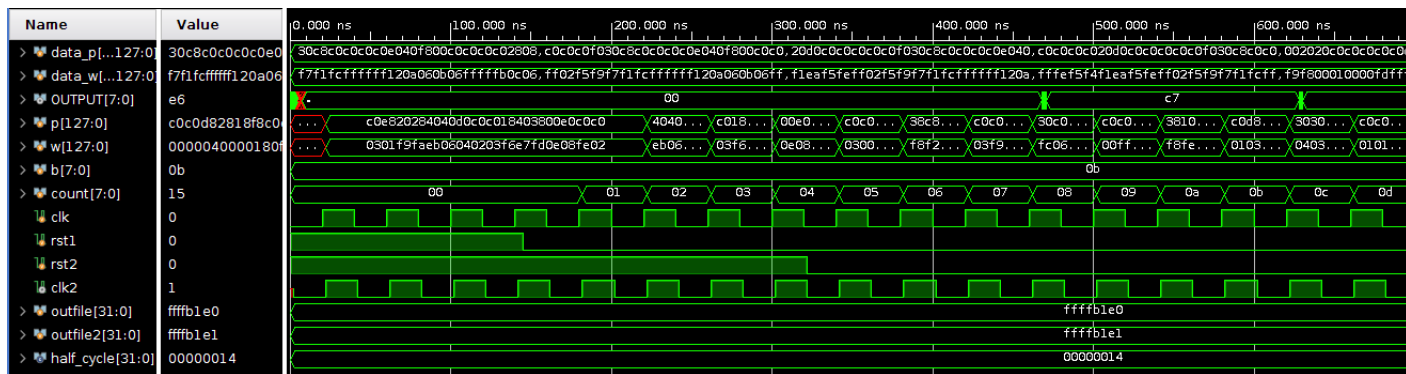 Name Value 0.000 ns 100.000 ns 200.000 ns 300.000 ns 400.000 ns 500.000 ns 600.000 ns
> data_p[...127:0] 30c8c0c0c0c0e0 30c8c0c0c0c0e040f800c0c0c0c02808,c0c0c0f030c8c0c0c0c0e040f800c0c0,20d0c0c0c0c0c0f030c8c0c0c0c0e040,c0c0c020d0c0c0c0c0c0f030c8c0c0,002020c0c0c0c0c
> data_w[...127:0] f7f1fcffffff120a06 f7f1fcffffff120a060b06fffffb0c06,ff02f5f9f7f1fcffffff120a060b06ff,f1eaf5feff02f5f9f7f1fcffffff120a,fffef5f4f1eaf5feff02f5f9f7f1fcff,f9f800010000fdff
> OUTPUT[7:0] e6 00 c7
> p[127:0] c0c0d82818f8c0 ... c0e820284040d0c0c018403800e0c0c0 4040... c018... 00e0... c0c0... 38c8... c0c0... 30c0... c0c0... 3810... c0d8... 3030... c0c0...
> w[127:0] 0000040000180f ... 0301f9faeb06040203f6e7fd0e08fe02 eb06... 03f6... 0e08... 0300... f8f2... 03f9... fc06... 00ff... f8fe... 0103... 0403... 0101...
> b[7:0] 0b 0b
> count[7:0] 15 00 01 02 03 04 05 06 07 08 09 0a 0b 0c 0d
clk 0
rst1 0
rst2 0
clk2 1
> outfile[31:0] ffffb1e0 ffffb1e0
> outfile2[31:0] ffffb1e1 ffffb1e1
> half_cycle[31:0] 00000014 00000014